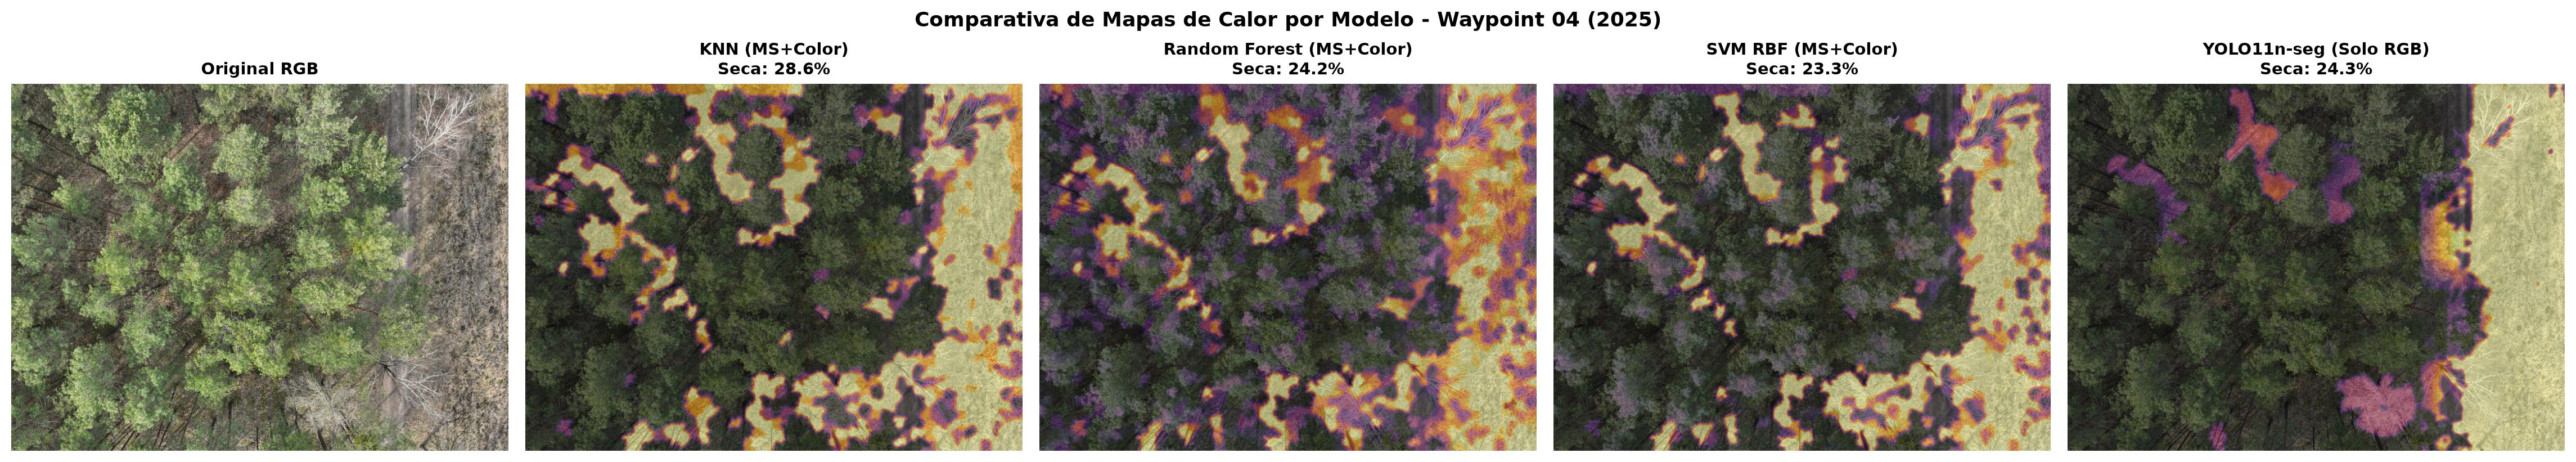 Comparativa de Mapas de Calor por Modelo - Waypoint 04 (2025)
Original RGB
KNN (MS+Color)
Seca: 28.6%
Random Forest (MS+Color)
Seca: 24.2%
SVM RBF (MS+Color)
Seca: 23.3%
YOLO11n-seg (Solo RGB)
Seca: 24.3%